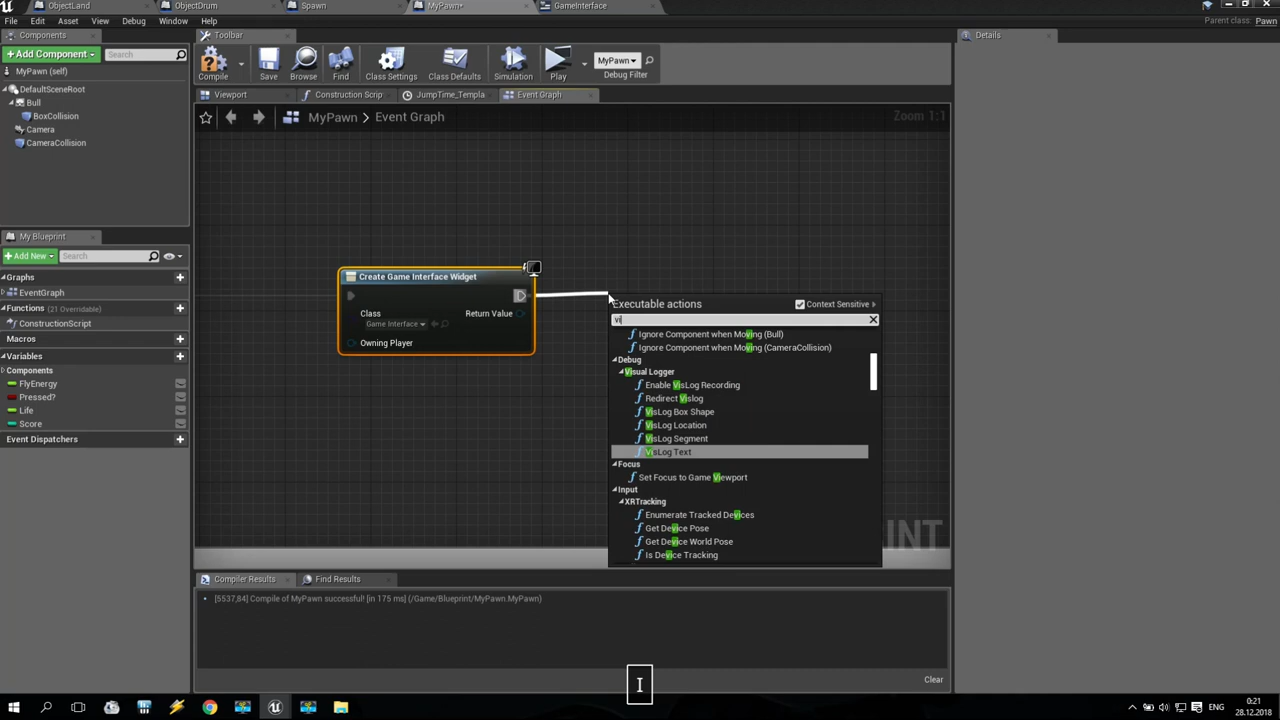 ObjectLand
ObjectDrum
Spawn
MyPawn*
GameInterface
File
Edit
Asset
View
Debug
Window
Help
Parent class: Pawn
Components
Toolbar
Details
+Add Component
Search
Compile
Save
Browse
Find
Class Settings
Class Defaults
Simulation
Play
MyPawn
Debug Filter
MyPawn (self)
DefaultSceneRoot
Bull
BoxCollision
Camera
CameraCollision
Viewport
Construction Scrip
JumpTime_Templa
Event Graph
MyPawn > Event Graph
Zoom 1:1
My Blueprint
+Add New
Search
Graphs
EventGraph
Functions (21 Overridable)
ConstructionScript
Macros
Variables
Components
FlyEnergy
Pressed?
Life
Score
Event Dispatchers
Create Game Interface Widget
Class
Game Interface
Return Value
Owning Player
Executable actions
Context Sensitive
vi
Ignore Component when Moving (Bull)
Ignore Component when Moving (CameraCollision)
Debug
Visual Logger
Enable VisLog Recording
Redirect Vislog
VisLog Box Shape
VisLog Location
VisLog Segment
VisLog Text
Focus
Set Focus to Game Viewport
Input
XRTracking
Enumerate Tracked Devices
Get Device Pose
Get Device World Pose
Is Device Tracking
INT
Compiler Results
Find Results
[5537,84] Compile of MyPawn successful! [in 175 ms] (/Game/Blueprint/MyPawn.MyPawn)
Clear
I
ENG
0:21
28.12.2018